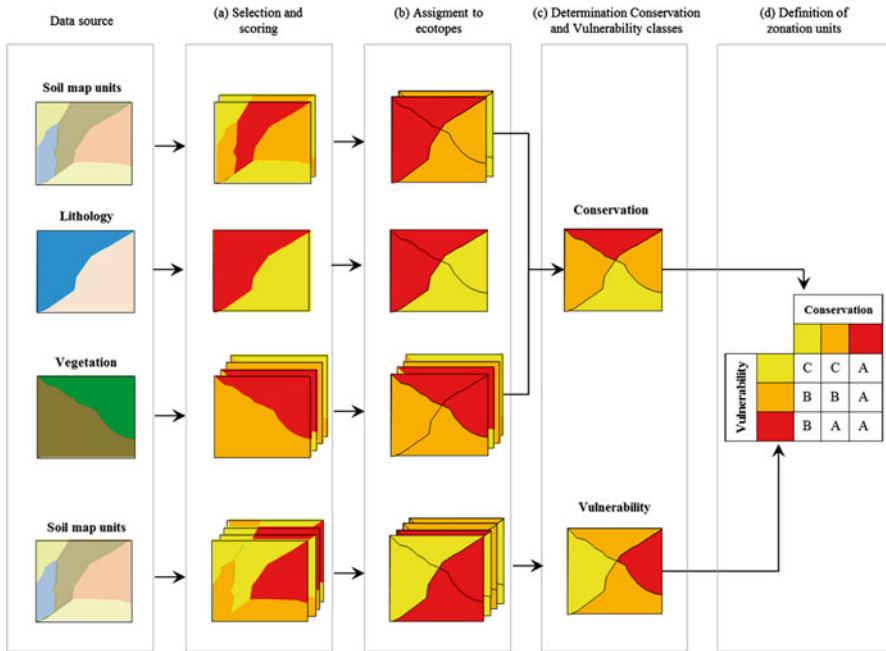 Data source
(a) Selection and
scoring
(b) Assigment to
ecotopes
(c) Determination Conservation
and Vulnerability classes
(d) Definition of
zonation units
Soil map units
Lithology
Vegetation
Soil map units
Conservation
Vulnerability
Conservation
Vulnerability
C C A
B B A
B A A